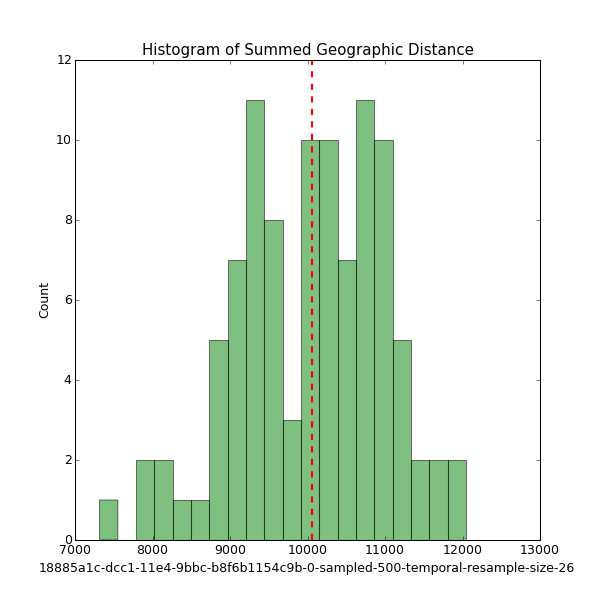 Histogram of Summed Geographic Distance
12
10
8
6
4
2
0
Count
7000 8000 9000 10000 11000 12000 13000
18885a1c-dcc1-11e4-9bbc-b8f6b1154c9b-0-sampled-500-temporal-resample-size-26